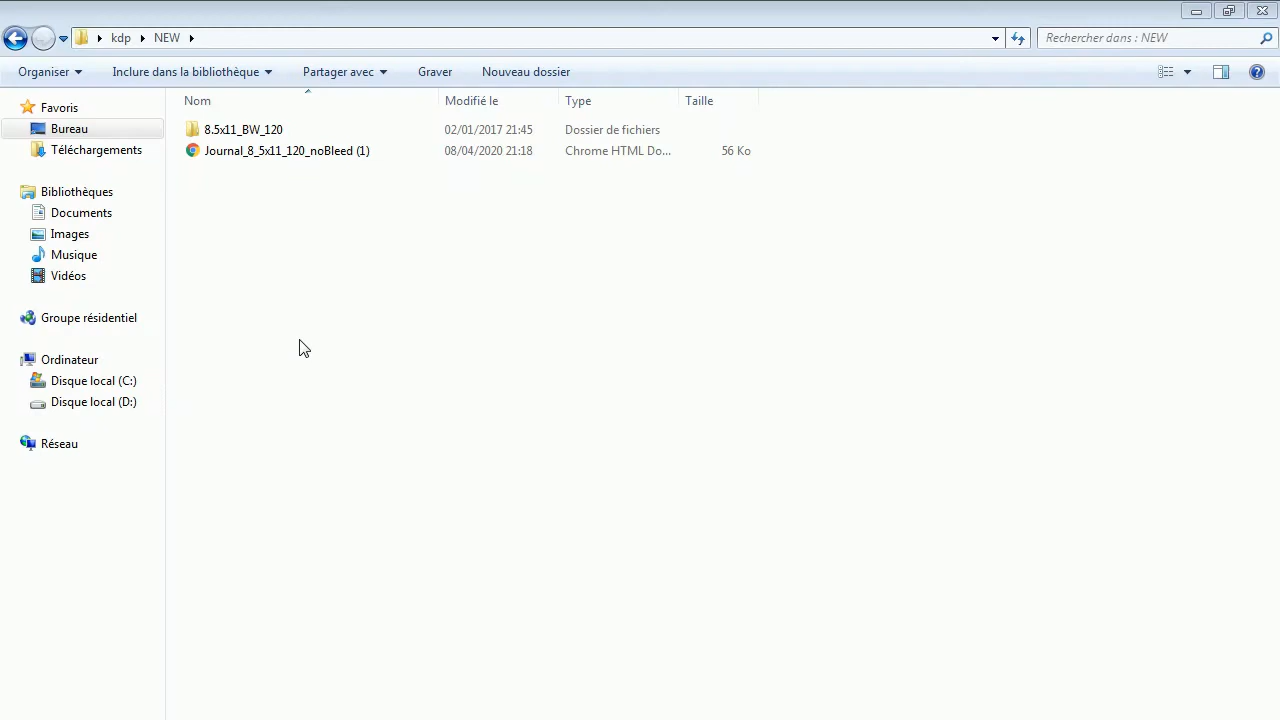 kdp NEW
Rechercher dans : NEW
Organiser Inclure dans la bibliothèque Partager avec Graver Nouveau dossier
Nom Modifié le Type Taille
8.5x11_BW_120 02/01/2017 21:45 Dossier de fichiers
Journal_8_5x11_120_noBleed (1) 08/04/2020 21:18 Chrome HTML Do... 56 Ko
Favoris
Bureau
Téléchargements
Bibliothèques
Documents
Images
Musique
Vidéos
Groupe résidentiel
Ordinateur
Disque local (C:)
Disque local (D:)
Réseau